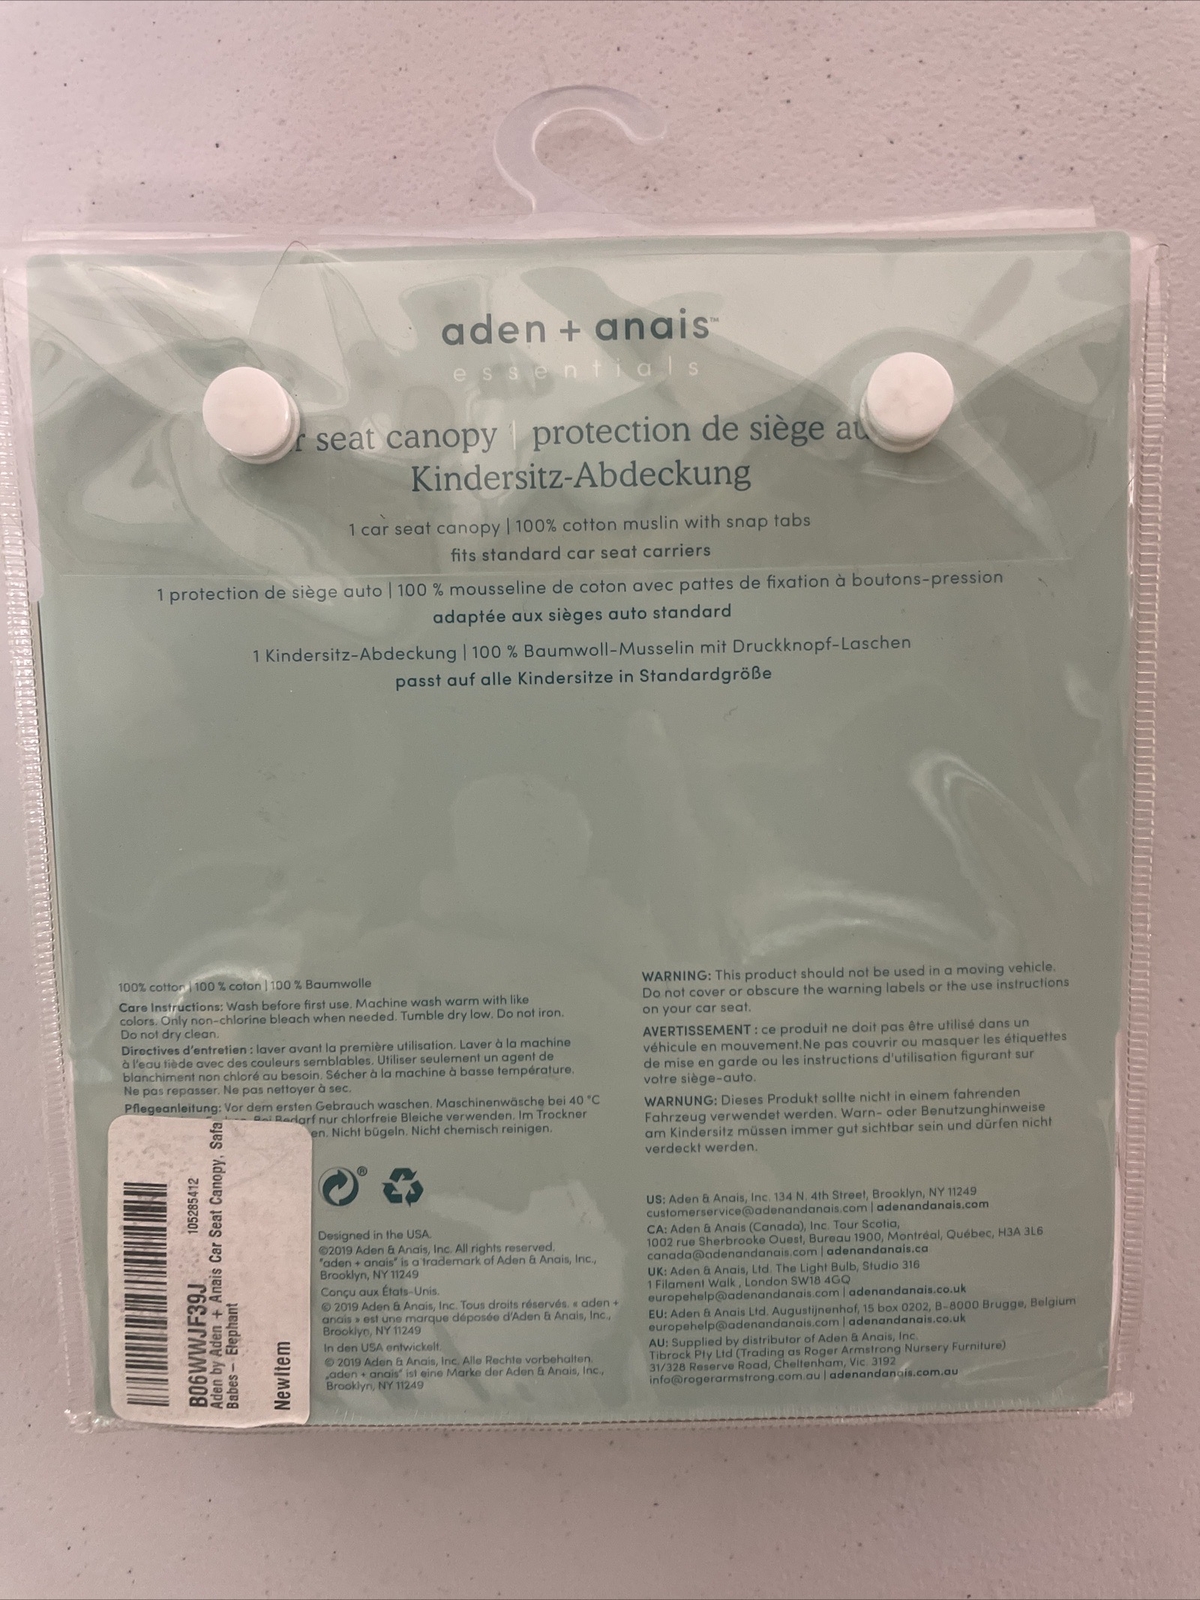 aden + anais™
essentials
r seat canopy | protection de siège au
Kindersitz-Abdeckung
1 car seat canopy | 100% cotton muslin with snap tabs
fits standard car seat carriers
1 protection de siège auto | 100 % mousseline de coton avec pattes de fixation à boutons-pression
adaptée aux sièges auto standard
1 Kindersitz-Abdeckung | 100 % Baumwoll-Musselin mit Druckknopf-Laschen
passt auf alle Kindersitze in Standardgröße
100% cotton | 100 % coton | 100 % Baumwolle
Care Instructions: Wash before first use. Machine wash warm with like
colors. Only non-chlorine bleach when needed. Tumble dry low. Do not iron.
Do not dry clean.
Directives d'entretien : laver avant la première utilisation. Laver à la machine
à l'eau tiède avec des couleurs semblables. Utiliser seulement un agent de
blanchiment non chloré au besoin. Sécher à la machine à basse température.
Ne pas repasser. Ne pas nettoyer à sec.
Pflegeanleitung: Vor dem ersten Gebrauch waschen. Maschinenwäsche bei 40 °C
Bei Bedarf nur chlorfreie Bleiche verwenden. Im Trockner
en. Nicht bügeln. Nicht chemisch reinigen.
WARNING: This product should not be used in a moving vehicle.
Do not cover or obscure the warning labels or the use instructions
on your car seat.
AVERTISSEMENT : ce produit ne doit pas être utilisé dans un
véhicule en mouvement.Ne pas couvrir ou masquer les étiquettes
de mise en garde ou les instructions d'utilisation figurant sur
votre siège-auto.
WARNUNG: Dieses Produkt sollte nicht in einem fahrenden
Fahrzeug verwendet werden. Warn- oder Benutzunghinweise
am Kindersitz müssen immer gut sichtbar sein und dürfen nicht
verdeckt werden.
®
Designed in the USA.
©2019 Aden & Anais, Inc. All rights reserved.
"aden + anais" is a trademark of Aden & Anais, Inc.,
Brooklyn, NY 11249
Conçu aux États-Unis.
© 2019 Aden & Anais, Inc. Tous droits réservés. « aden +
anais » est une marque déposée d'Aden & Anais, Inc.,
Brooklyn, NY 11249
In den USA entwickelt.
© 2019 Aden & Anais, Inc. Alle Rechte vorbehalten.
„aden + anais" ist eine Marke der Aden & Anais, Inc.,
Brooklyn, NY 11249
US: Aden & Anais, Inc. 134 N. 4th Street, Brooklyn, NY 11249
customerservice@adenandanais.com | adenandanais.com
CA: Aden & Anais (Canada), Inc. Tour Scotia,
1002 rue Sherbrooke Ouest, Bureau 1900, Montréal, Québec, H3A 3L6
canada@adenandanais.com | adenandanais.ca
UK: Aden & Anais, Ltd. The Light Bulb, Studio 316
1 Filament Walk , London SW18 4GQ
europehelp@adenandanais.com | adenandanais.co.uk
EU: Aden & Anais Ltd. Augustijnenhof, 15 box 0202, B-8000 Brugge, Belgium
europehelp@adenandanais.com | adenandanais.co.uk
AU: Supplied by distributor of Aden & Anais, Inc.
Tibrock Pty Ltd (Trading as Roger Armstrong Nursery Furniture)
31/328 Reserve Road, Cheltenham, Vic. 3192
info@rogerarmstrong.com.au | adenandanais.com.au
105285412
B06WWJF39J
Aden by Aden + Anais Car Seat Canopy, Safa
Babes - Elephant
NewItem